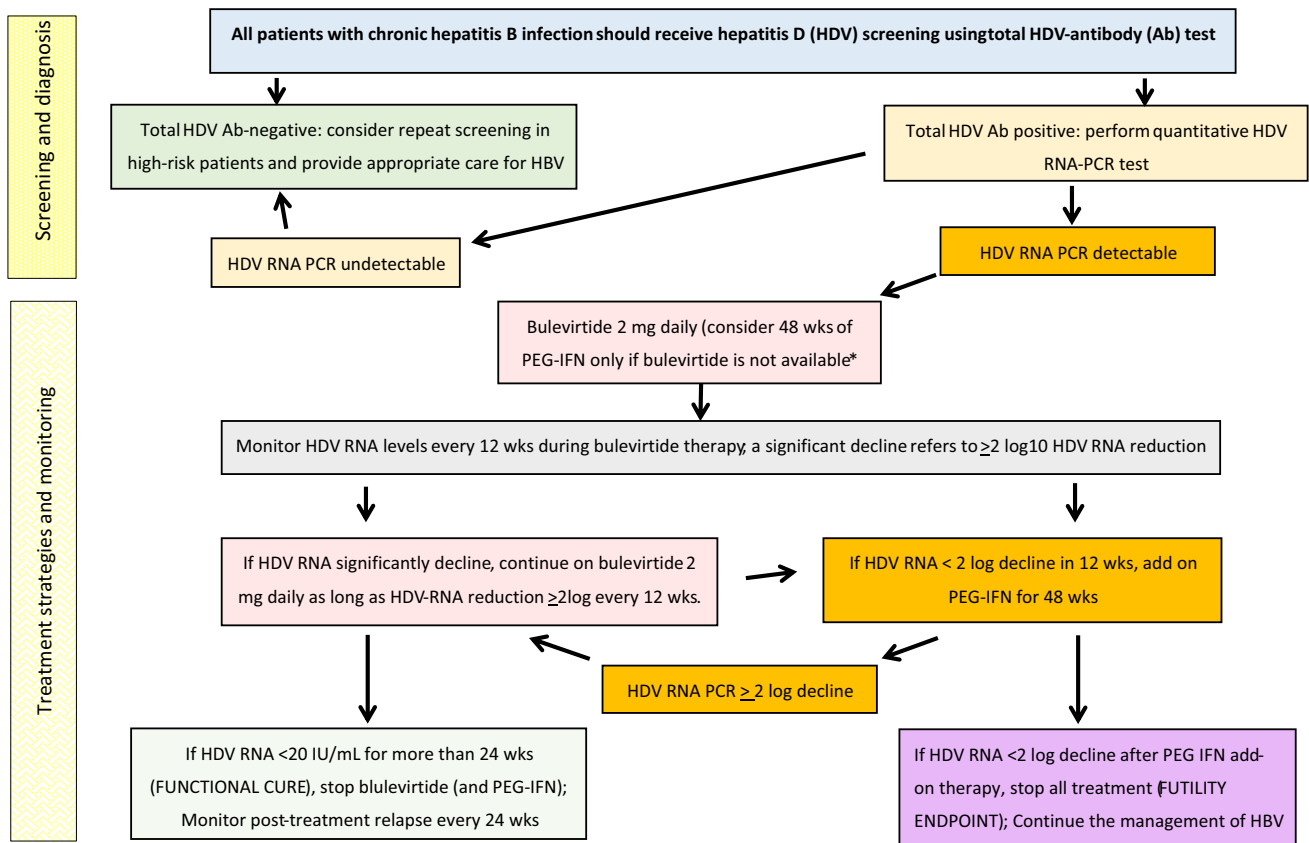 Screening and diagnosis
All patients with chronic hepatitis B infection should receive hepatitis D (HDV) screening usingtotal HDV-antibody (Ab) test
Total HDV Ab-negative: consider repeat screening in
high-risk patients and provide appropriate care for HBV
Total HDV Ab positive: perform quantitative HDV
RNA-PCR test
HDV RNA PCR undetectable
HDV RNA PCR detectable
Treatment strategies and monitoring
Bulevirtide 2 mg daily (consider 48 wks of
PEG-IFN only if bulevirtide is not available*
Monitor HDV RNA levels every 12 wks during bulevirtide therapy, a significant decline refers to ≥2 log10 HDV RNA reduction
If HDV RNA significantly decline, continue on bulevirtide 2
mg daily as long as HDV-RNA reduction ≥2log every 12 wks.
If HDV RNA < 2 log decline in 12 wks, add on
PEG-IFN for 48 wks
HDV RNA PCR ≥ 2 log decline
If HDV RNA <20 IU/mL for more than 24 wks
(FUNCTIONAL CURE), stop blulevirtide (and PEG-IFN);
Monitor post-treatment relapse every 24 wks
If HDV RNA <2 log decline after PEG IFN add-
on therapy, stop all treatment (FUTILITY
ENDPOINT); Continue the management of HBV